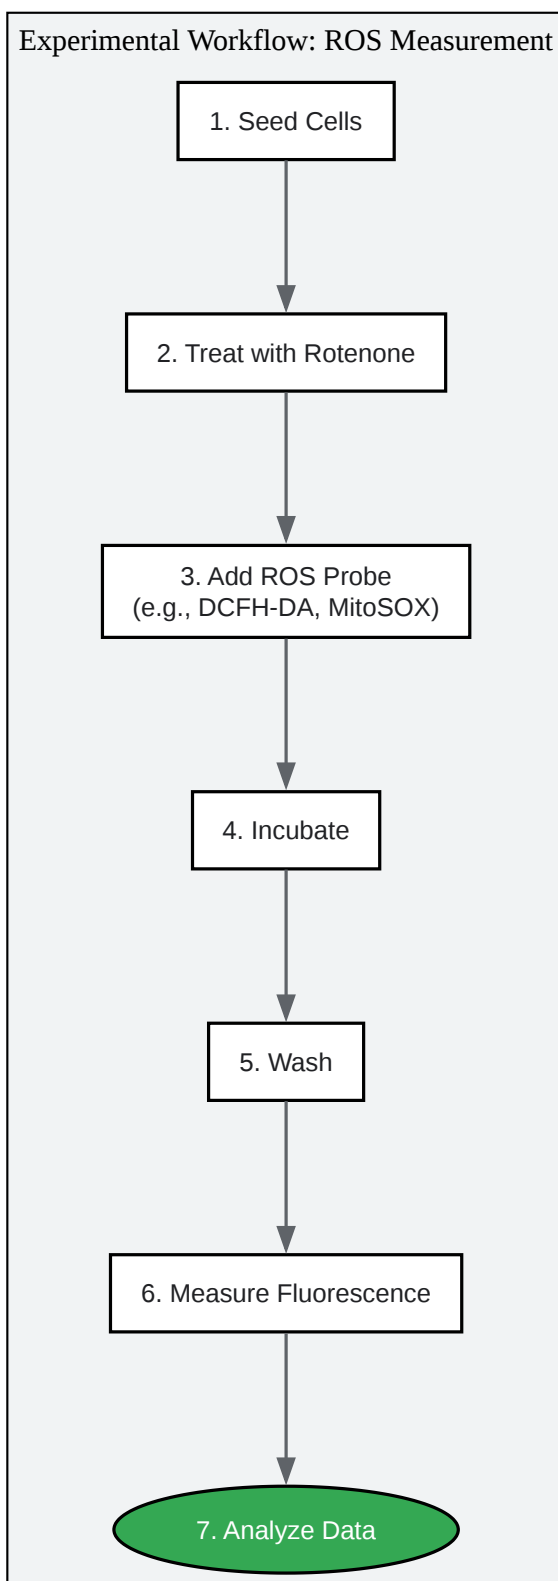 Experimental Workflow: ROS Measurement
1. Seed Cells
2. Treat with Rotenone
3. Add ROS Probe
(e.g., DCFH-DA, MitoSOX)
4. Incubate
5. Wash
6. Measure Fluorescence
7. Analyze Data